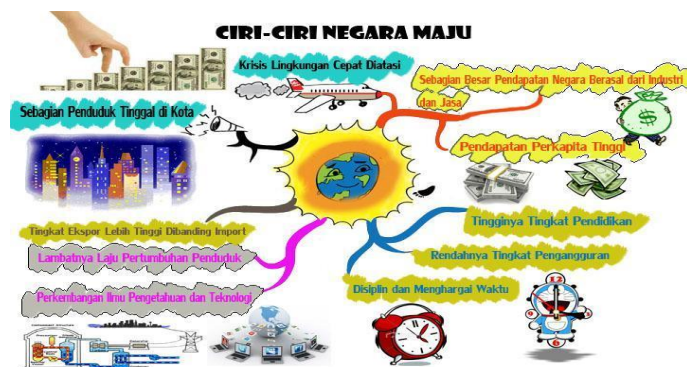 CIRI-CIRI NEGARA MAJU
Krisis Lingkungan Cepat Diatasi
Sebagian Besar Pendapatan Negara Berasal dari Industri
dan Jasa
Sebagian Penduduk Tinggal di Kota
Pendapatan Perkapita Tinggi
Tingkat Ekspor Lebih Tinggi Dibanding Import
Tingginya Tingkat Pendidikan
Lambatnya Laju Pertumbuhan Penduduk
Rendahnya Tingkat Pengangguran
Perkembangan Ilmu Pengetahuan dan Teknologi
Disiplin dan Menghargai Waktu